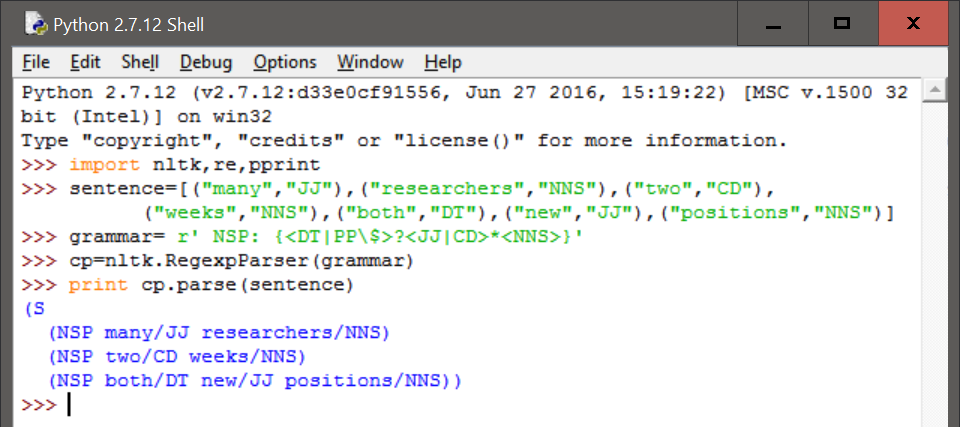 Python 2.7.12 Shell
File Edit Shell Debug Options Window Help
Python 2.7.12 (v2.7.12:d33e0cf91556, Jun 27 2016, 15:19:22) [MSC v.1500 32
bit (Intel)] on win32
Type "copyright", "credits" or "license()" for more information.
>>> import nltk,re,pprint
>>> sentence=[("many","JJ"),("researchers","NNS"),("two","CD"),
("weeks","NNS"),("both","DT"),("new","JJ"),("positions","NNS")]
>>> grammar= r' NSP: {<DT|PP\$>?<JJ|CD>*<NNS>}'
>>> cp=nltk.RegexpParser(grammar)
>>> print cp.parse(sentence)
(S
  (NSP many/JJ researchers/NNS)
  (NSP two/CD weeks/NNS)
  (NSP both/DT new/JJ positions/NNS))
>>>